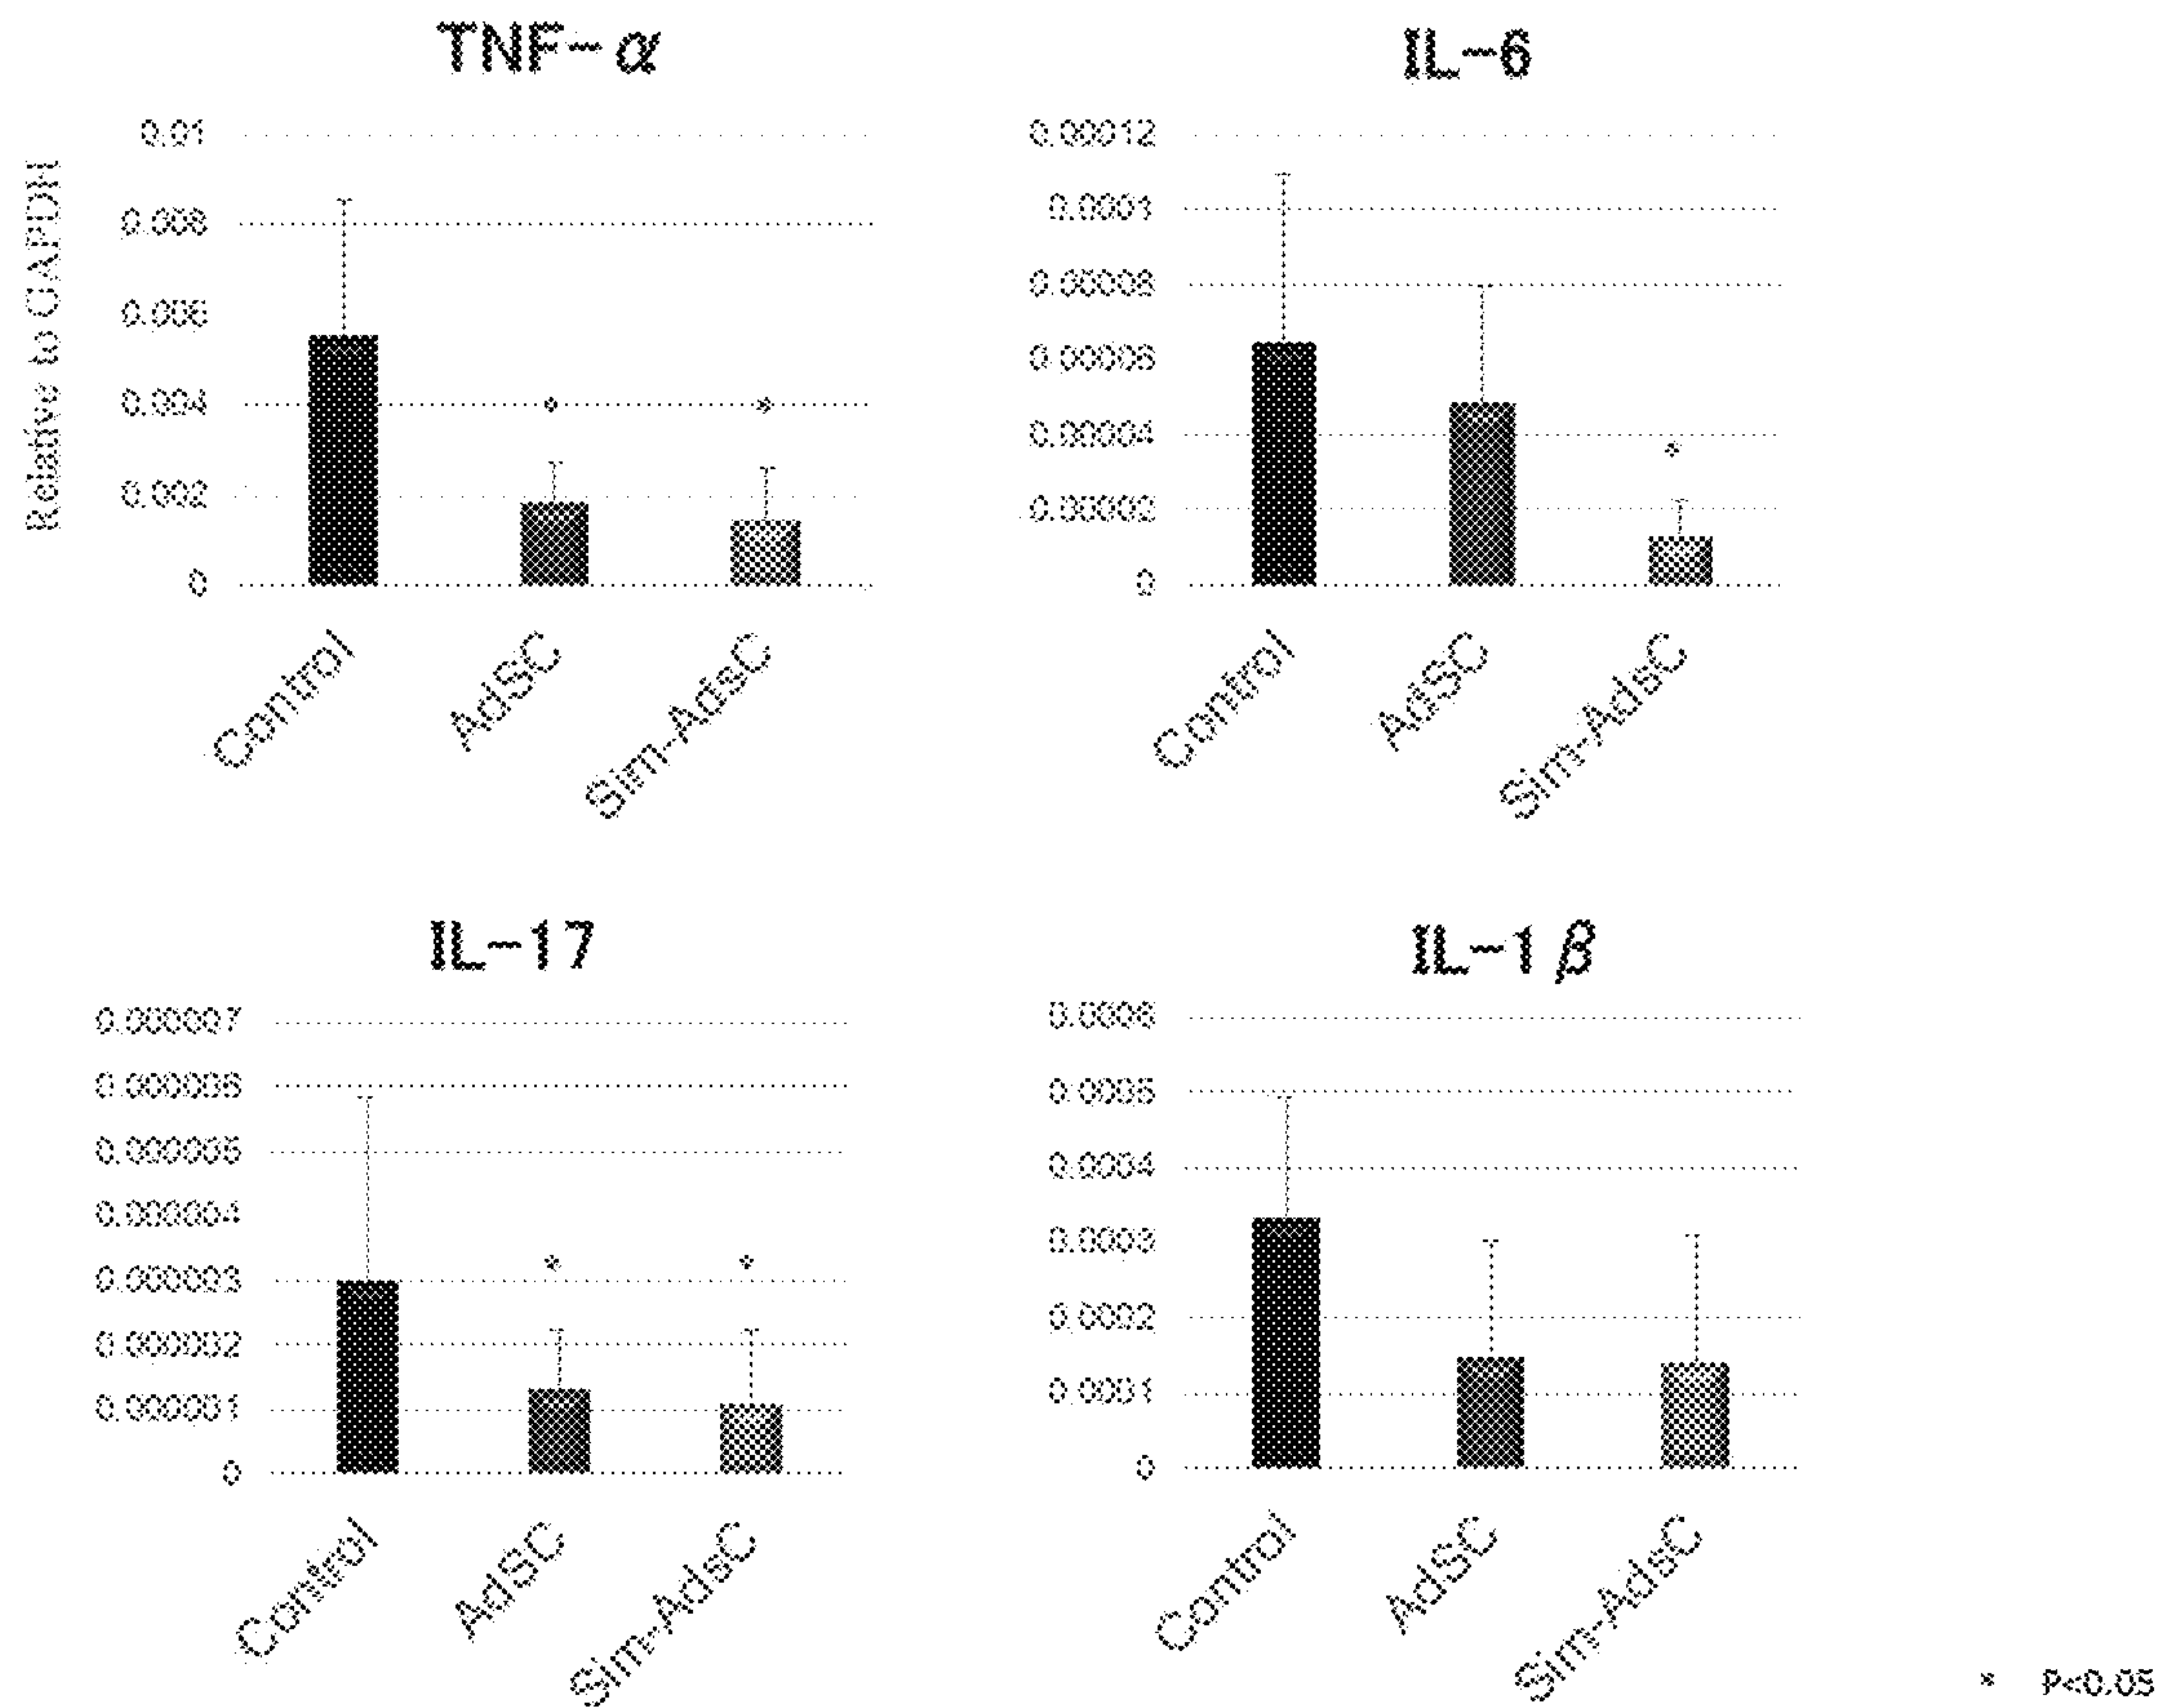 TNF-α
Relative to GAPDH
0.01
0.008
0.006
0.004
0.002
0
*
*
Control
AdSC
Sim-AdsC
IL-6
0.00012
0.0001
0.00008
0.00006
0.00004
0.00002
0
*
Control
AdSC
Sim-AdsC
IL-17
0.000007
0.000006
0.000005
0.000004
0.000003
0.000002
0.000001
0
*
*
Control
AdSC
Sim-AdsC
IL-1β
0.0006
0.0005
0.0004
0.0003
0.0002
0.0001
0
Control
AdSC
Sim-AdsC
* P<0.05